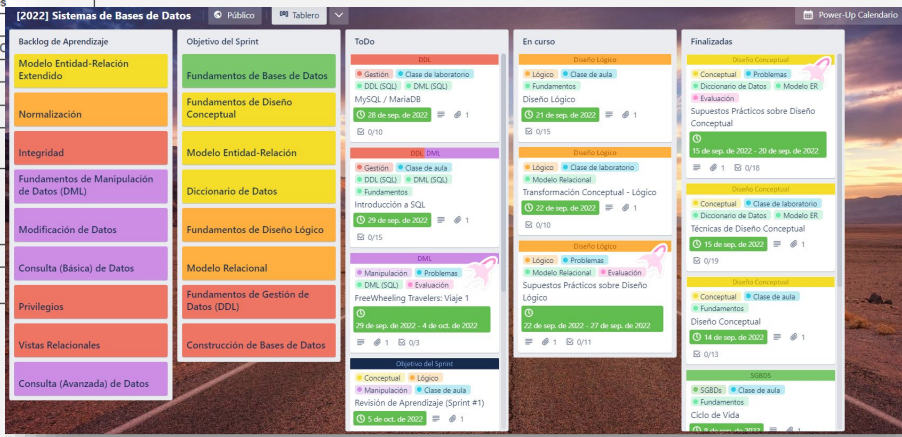 [2022] Sistemas de Bases de Datos
Público
Tablero
Power-Up Calendario
Backlog de Aprendizaje
Modelo Entidad-Relación
Extendido
Normalización
Integridad
Fundamentos de Manipulación
de Datos (DML)
Modificación de Datos
Consulta (Básica) de Datos
Privilegios
Vistas Relacionales
Consulta (Avanzada) de Datos
Objetivo del Sprint
Fundamentos de Bases de Datos
Fundamentos de Diseño
Conceptual
Modelo Entidad-Relación
Diccionario de Datos
Fundamentos de Diseño Lógico
Modelo Relacional
Fundamentos de Gestión de
Datos (DDL)
Construcción de Bases de Datos
ToDo
DDL
Gestión Clase de laboratorio
DDL (SQL) DML (SQL)
MySQL / MariaDB
28 de sep. de 2022 1
0/10
DDL DML
Gestión Clase de aula
DDL (SQL) DML (SQL)
Fundamentos
Introducción a SQL
29 de sep. de 2022 1
0/15
DML
Manipulación Problemas
DML (SQL) Evaluación
FreeWheeling Travelers: Viaje 1
29 de sep. de 2022 - 4 de oct. de 2022
1 0/3
Objetivo del Sprint
Conceptual Lógico
Manipulación Clase de aula
Revisión de Aprendizaje (Sprint #1)
5 de oct. de 2022 1
En curso
Diseño Lógico
Lógico Clase de aula
Fundamentos
Diseño Lógico
21 de sep. de 2022 1
0/15
Diseño Lógico
Lógico Clase de laboratorio
Modelo Relacional
Transformación Conceptual - Lógico
22 de sep. de 2022 1
0/10
Diseño Lógico
Lógico Problemas
Modelo Relacional Evaluación
Supuestos Prácticos sobre Diseño
Lógico
22 de sep. de 2022 - 27 de sep. de 2022
1 0/11
Finalizadas
Diseño Conceptual
Conceptual Problemas
Diccionario de Datos Modelo ER
Evaluación
Supuestos Prácticos sobre Diseño
Conceptual
15 de sep. de 2022 - 20 de sep. de 2022
1 0/18
Diseño Conceptual
Conceptual Clase de laboratorio
Diccionario de Datos Modelo ER
Técnicas de Diseño Conceptual
15 de sep. de 2022 1
0/19
Diseño Conceptual
Conceptual Clase de aula
Fundamentos
Diseño Conceptual
14 de sep. de 2022 1
0/13
SGBDS
SGBDs Clase de aula
Fundamentos
Ciclo de Vida
8 de sep. de 2022 1